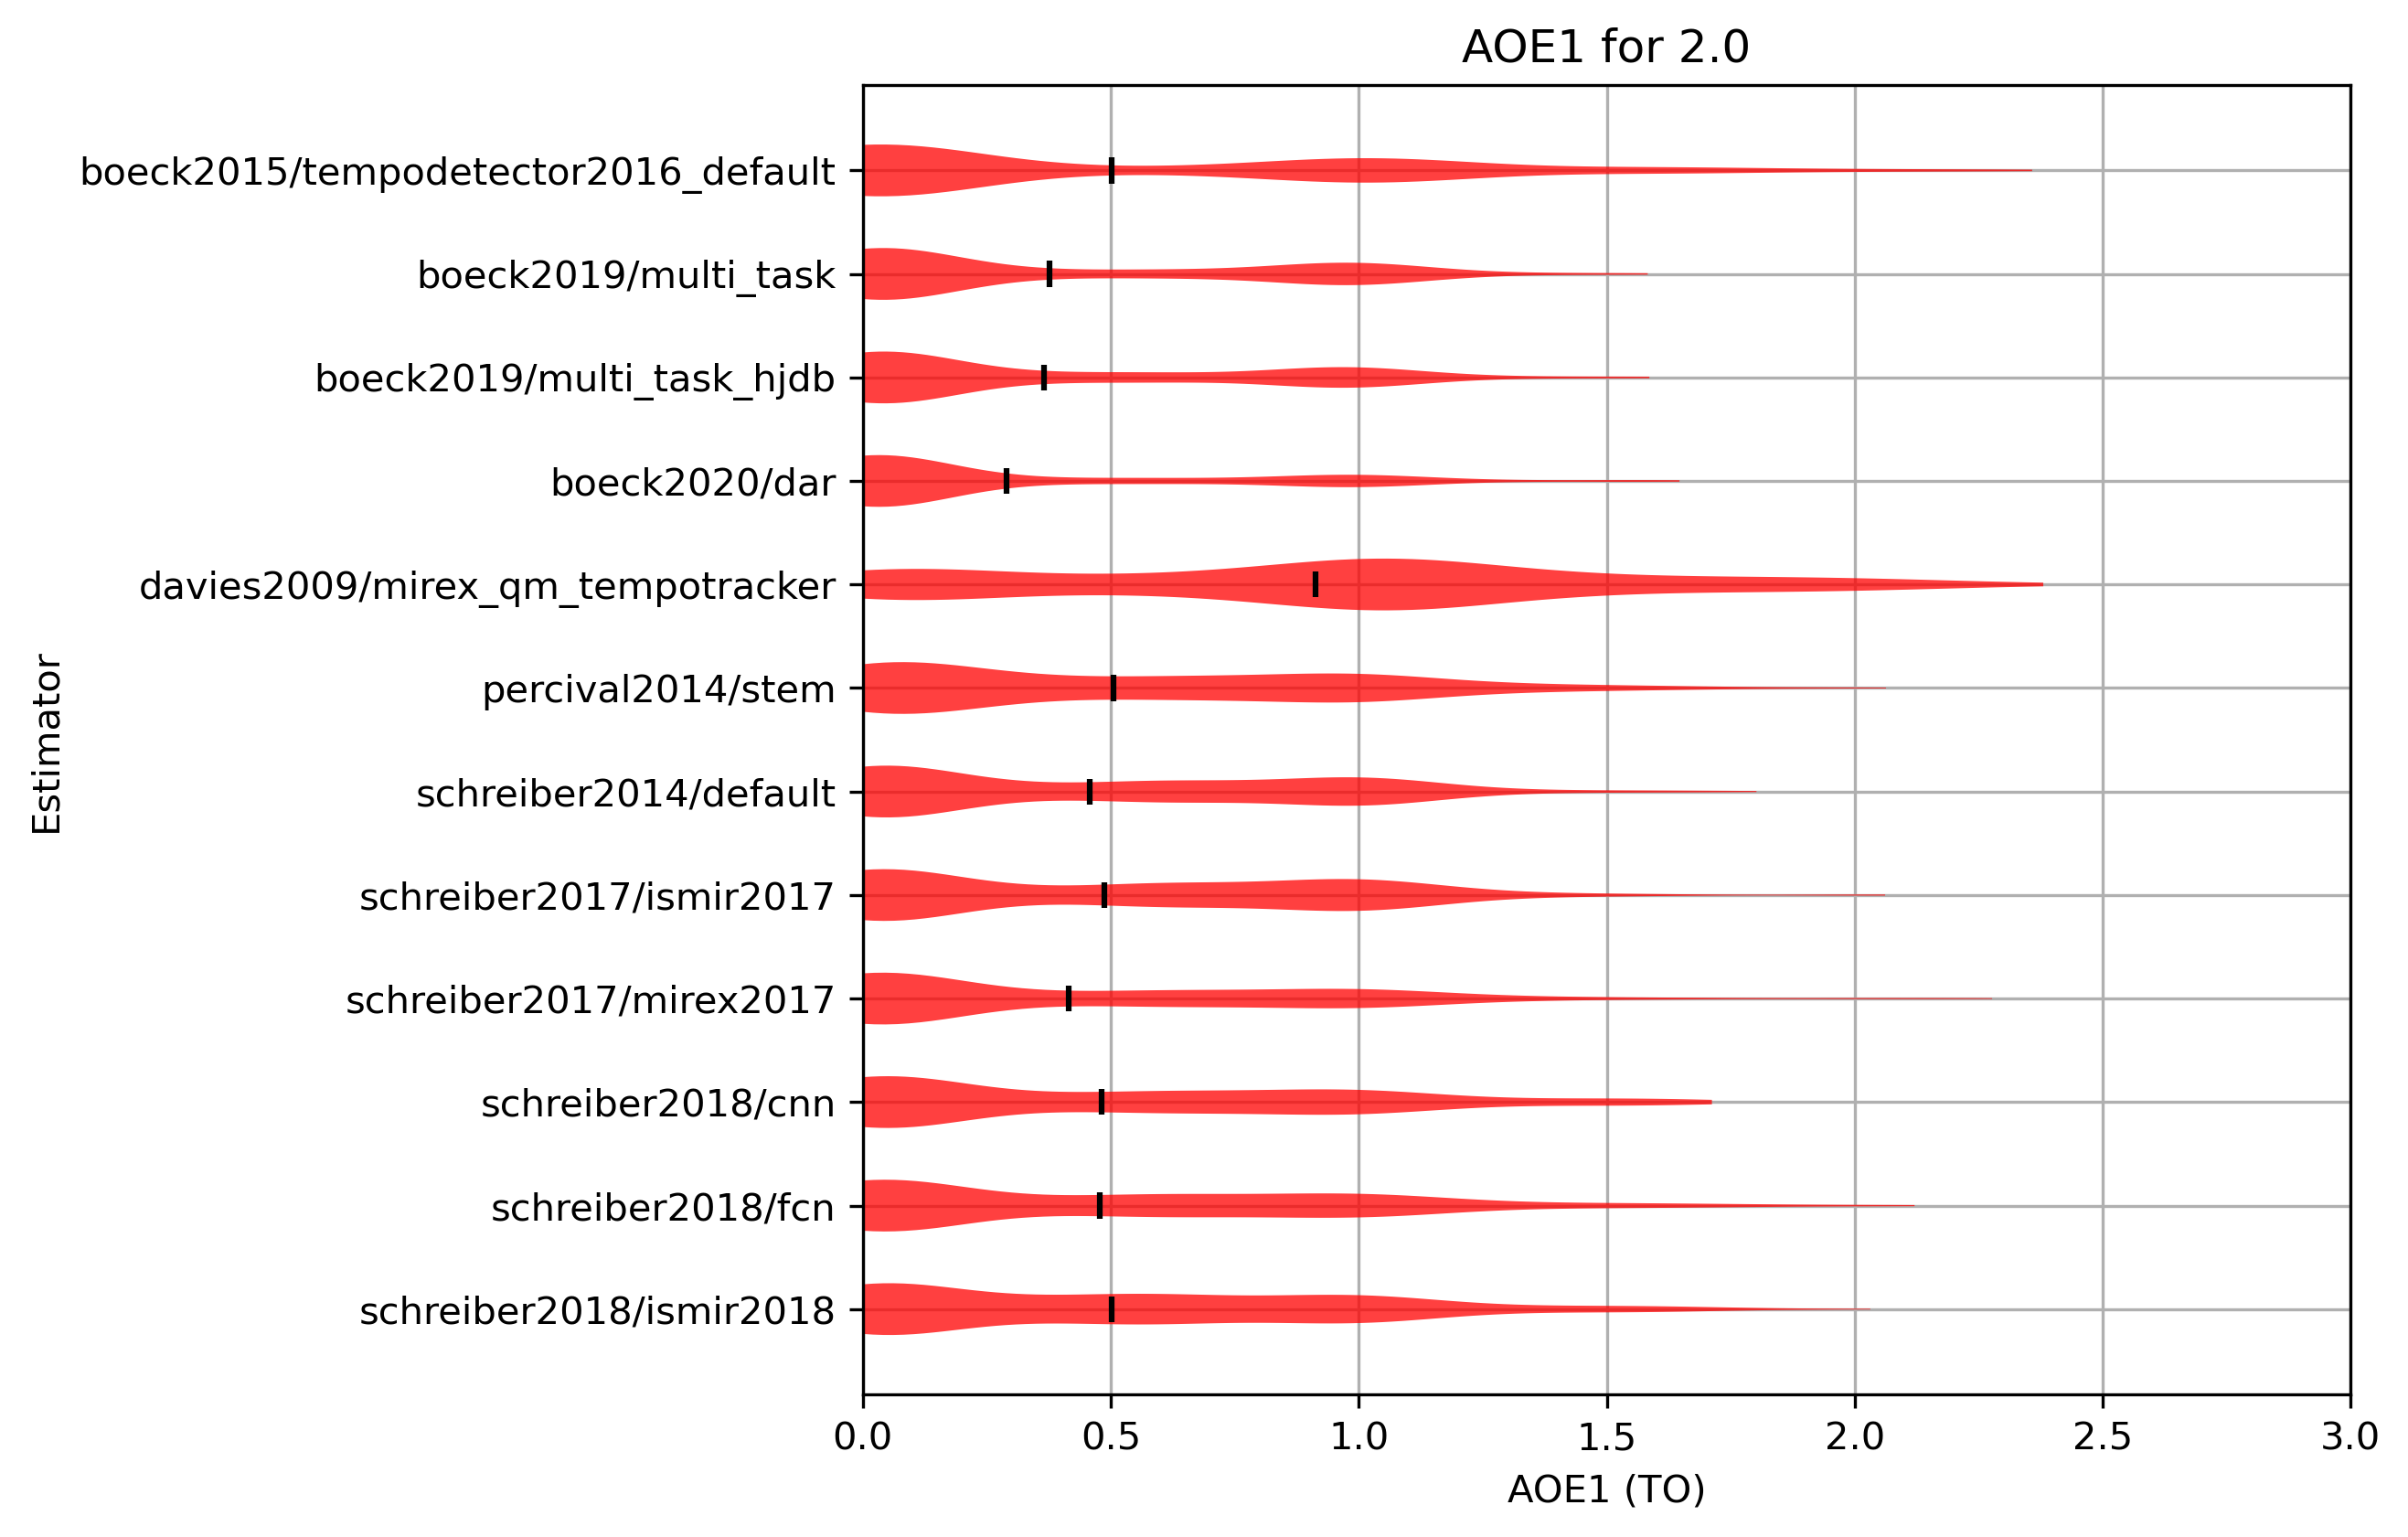 AOE1 for 2.0
boeck2015/tempodetector2016_default
boeck2019/multi_task
boeck2019/multi_task_hjdb
boeck2020/dar
davies2009/mirex_qm_tempotracker
percival2014/stem
schreiber2014/default
schreiber2017/ismir2017
schreiber2017/mirex2017
schreiber2018/cnn
schreiber2018/fcn
schreiber2018/ismir2018
Estimator
0.0 0.5 1.0 1.5 2.0 2.5 3.0
AOE1 (TO)